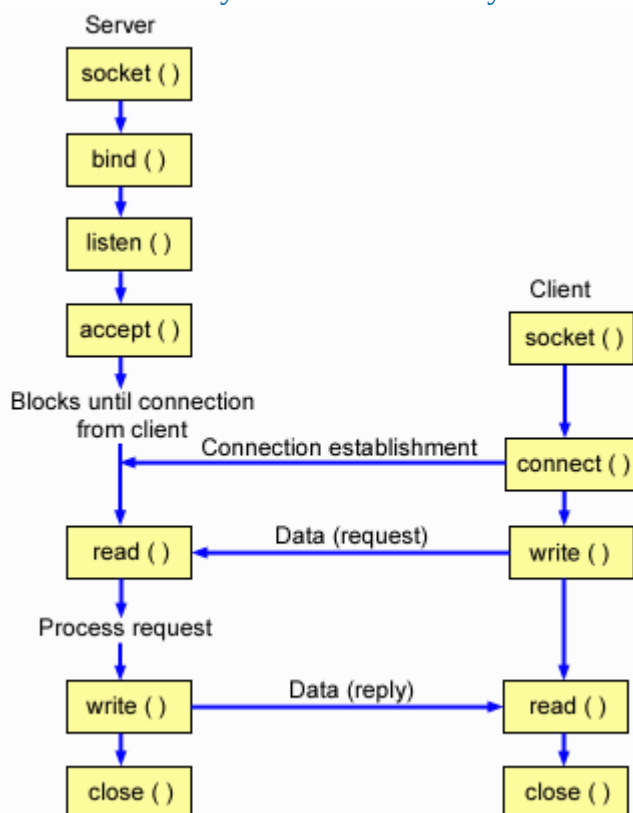 Server
socket ( )
bind ( )
listen ( )
accept ( )
Blocks until connection
from client
Client
socket ( )
Connection establishment
connect ( )
read ( )
Data (request)
write ( )
Process request
write ( )
Data (reply)
read ( )
close ( )
close ( )